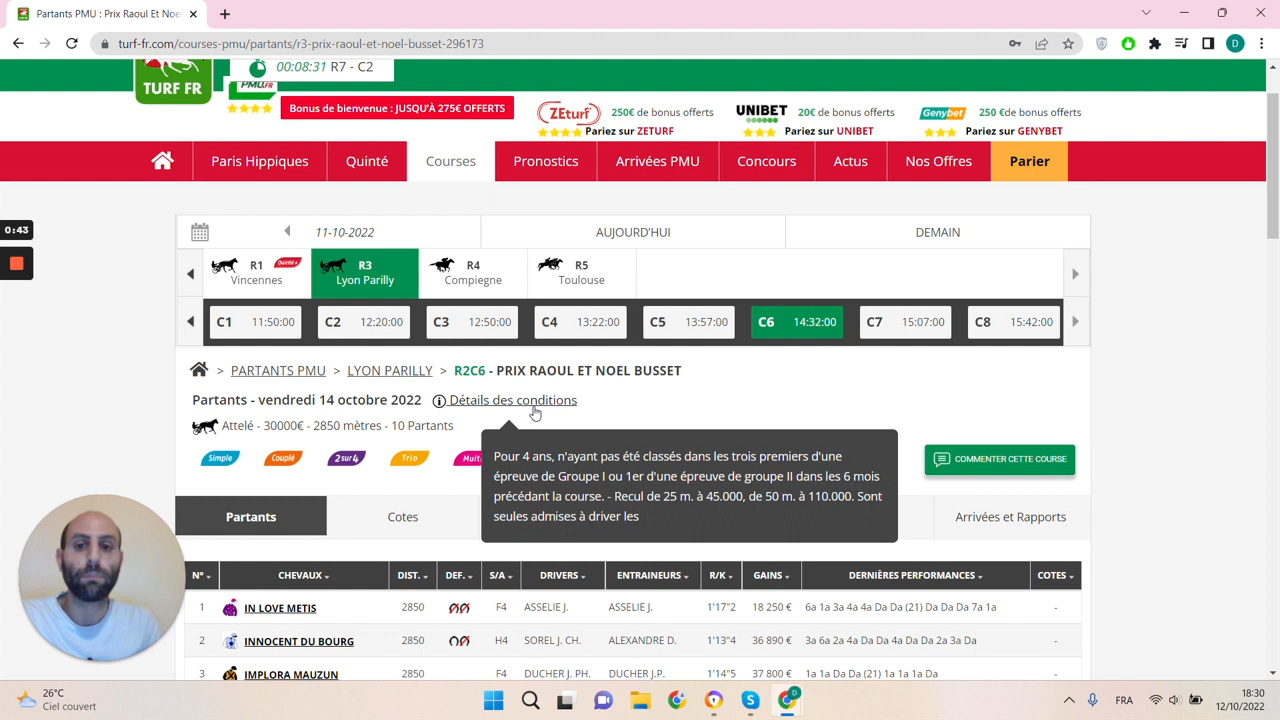 Partants PMU : Prix Raoul Et Noe
turf-fr.com/courses-pmu/partants/r3-prix-raoul-et-noel-busset-296173
TURF FR
00:08:31 R7 - C2
PMU.FR
Bonus de bienvenue : JUSQU'À 275€ OFFERTS
ZEturf 250€ de bonus offerts
Pariez sur ZETURF
UNIBET 20€ de bonus offerts
Pariez sur UNIBET
Genybet 250 €de bonus offerts
Pariez sur GENYBET
Paris Hippiques Quinté Courses Pronostics Arrivées PMU Concours Actus Nos Offres Parier
0:43
11-10-2022 AUJOURD'HUI DEMAIN
R1 Quinté+
Vincennes
R3
Lyon Parilly
R4
Compiegne
R5
Toulouse
C1 11:50:00 C2 12:20:00 C3 12:50:00 C4 13:22:00 C5 13:57:00 C6 14:32:00 C7 15:07:00 C8 15:42:00
> PARTANTS PMU > LYON PARILLY > R2C6 - PRIX RAOUL ET NOEL BUSSET
Partants - vendredi 14 octobre 2022 Détails des conditions
Attelé - 30000€ - 2850 mètres - 10 Partants
Simple Couplé 2sur4 Trio Mult
Pour 4 ans, n'ayant pas été classés dans les trois premiers d'une
épreuve de Groupe I ou 1er d'une épreuve de groupe II dans les 6 mois
précédant la course. - Recul de 25 m. à 45.000, de 50 m. à 110.000. Sont
seules admises à driver les
COMMENTER CETTE COURSE
Partants Cotes Arrivées et Rapports
N° CHEVAUX DIST. DEF. S/A DRIVERS ENTRAINEURS R/K GAINS DERNIÈRES PERFORMANCES COTES
1 IN LOVE METIS 2850 F4 ASSELIE J. ASSELIE J. 1'17"2 18 250 € 6a 1a 3a 4a 4a Da Da (21) Da Da Da 7a 1a -
2 INNOCENT DU BOURG 2850 H4 SOREL J. CH. ALEXANDRE D. 1'13"4 36 890 € 3a 6a 2a 4a Da Da 4a Da Da 2a 3a Da -
3 IMPLORA MAUZUN 2850 F4 DUCHER J. PH. DUCHER J.P. 1'14"5 37 800 € 1a 1a Da Da (21) 1a 1a Da Da -
26°C
Ciel couvert
FRA
18:30
12/10/2022